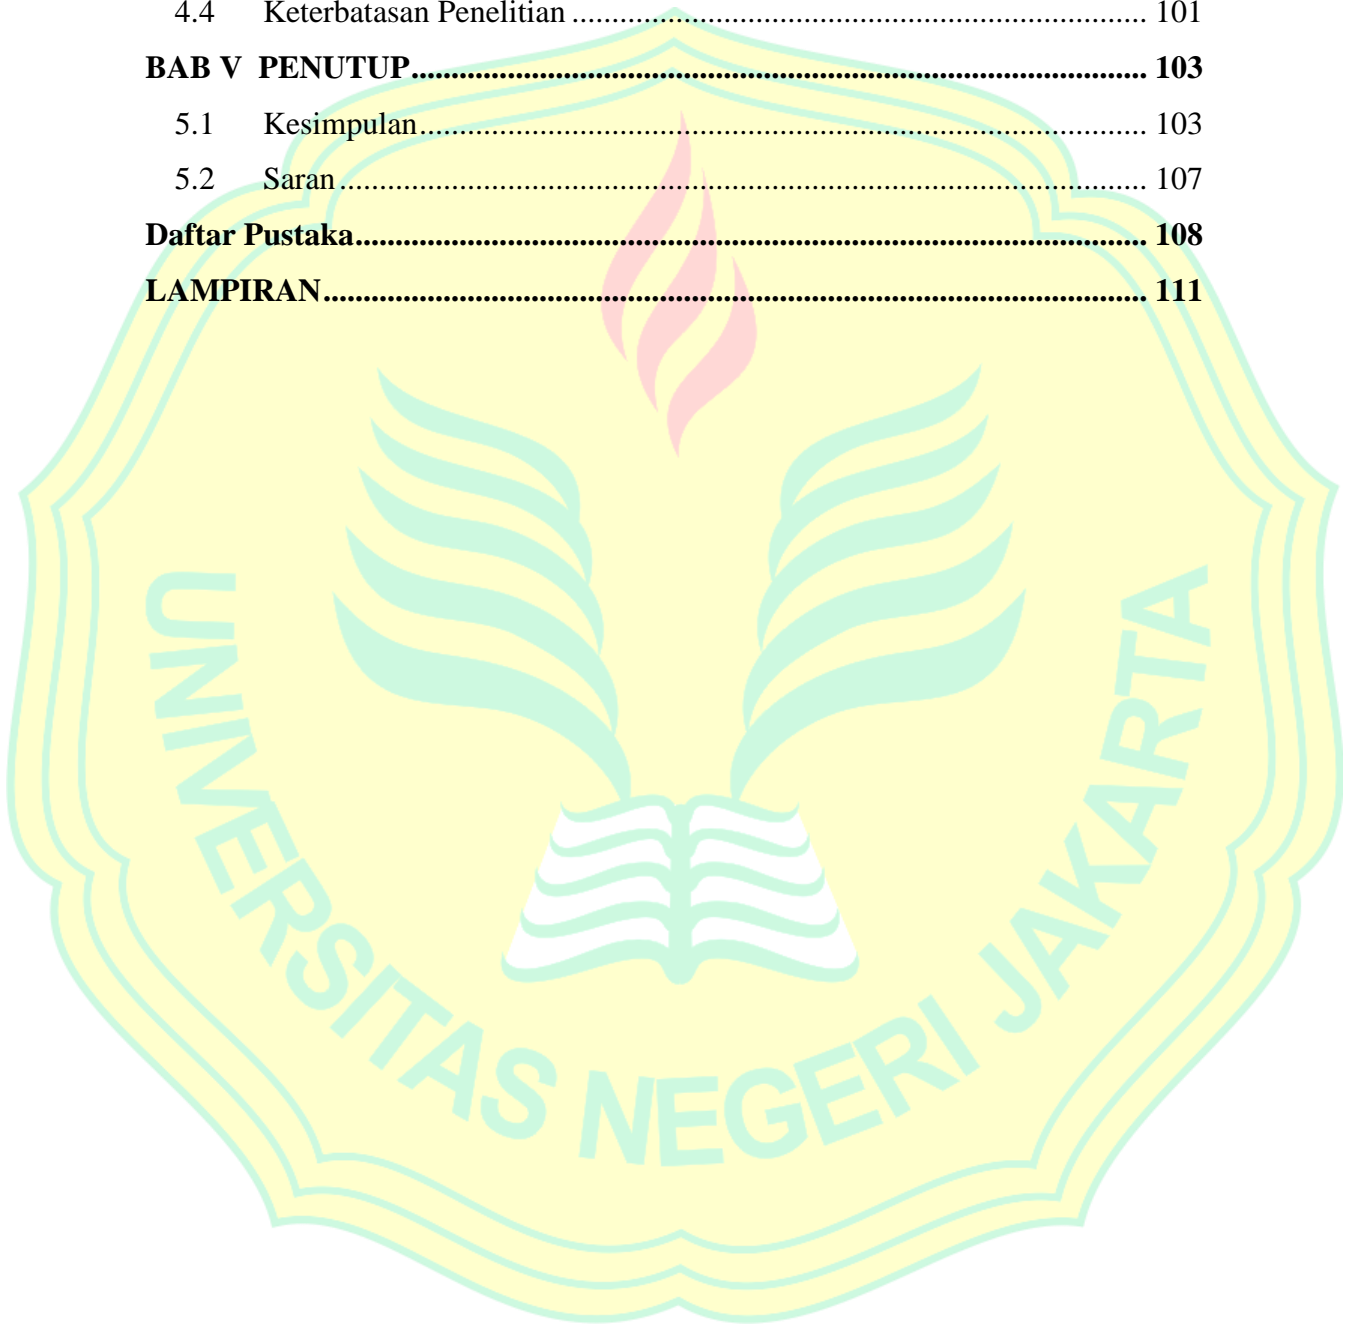 4.4 Keterbatasan Penelitian ........................................................................ 101
BAB V PENUTUP............................................................................................ 103
5.1 Kesimpulan........................................................................................... 103
5.2 Saran ..................................................................................................... 107
Daftar Pustaka................................................................................................... 108
LAMPIRAN....................................................................................................... 111
UNIVERSITAS NEGERI JAKARTA